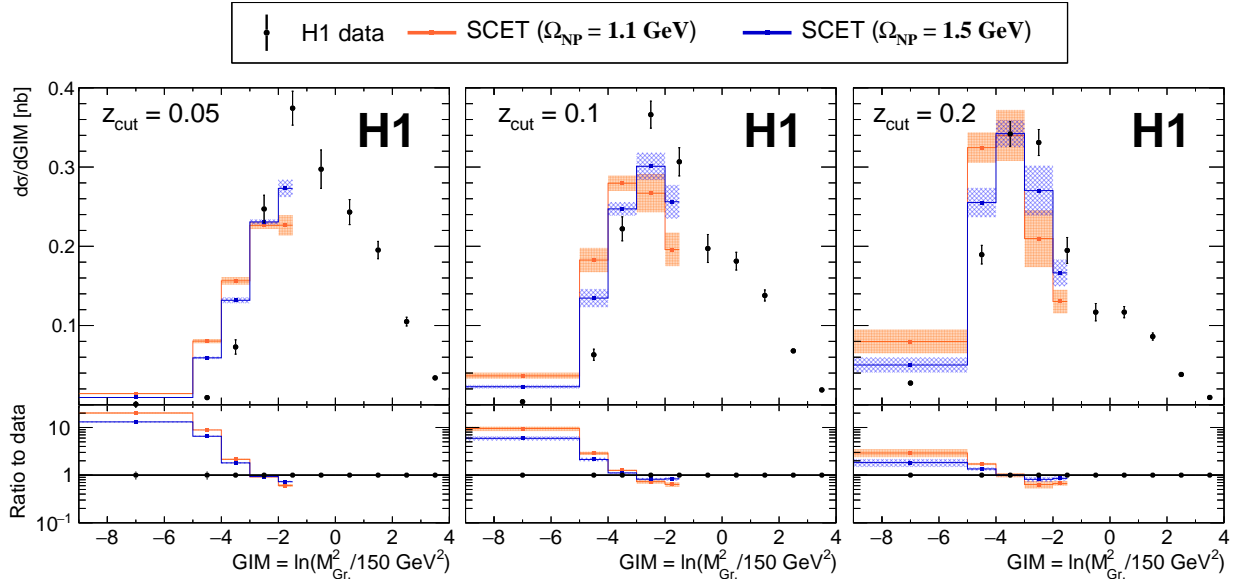 H1 data SCET (Ω_NP = 1.1 GeV) SCET (Ω_NP = 1.5 GeV)
dσ/dGIM [nb]
0.4
0.3
0.2
0.1
z_cut = 0.05 H1
z_cut = 0.1 H1
z_cut = 0.2 H1
Ratio to data
10
1
10⁻¹
−8 −6 −4 −2 0 2 4
−8 −6 −4 −2 0 2 4
−8 −6 −4 −2 0 2 4
GIM = ln(M²_Gr./150 GeV²)
GIM = ln(M²_Gr./150 GeV²)
GIM = ln(M²_Gr./150 GeV²)